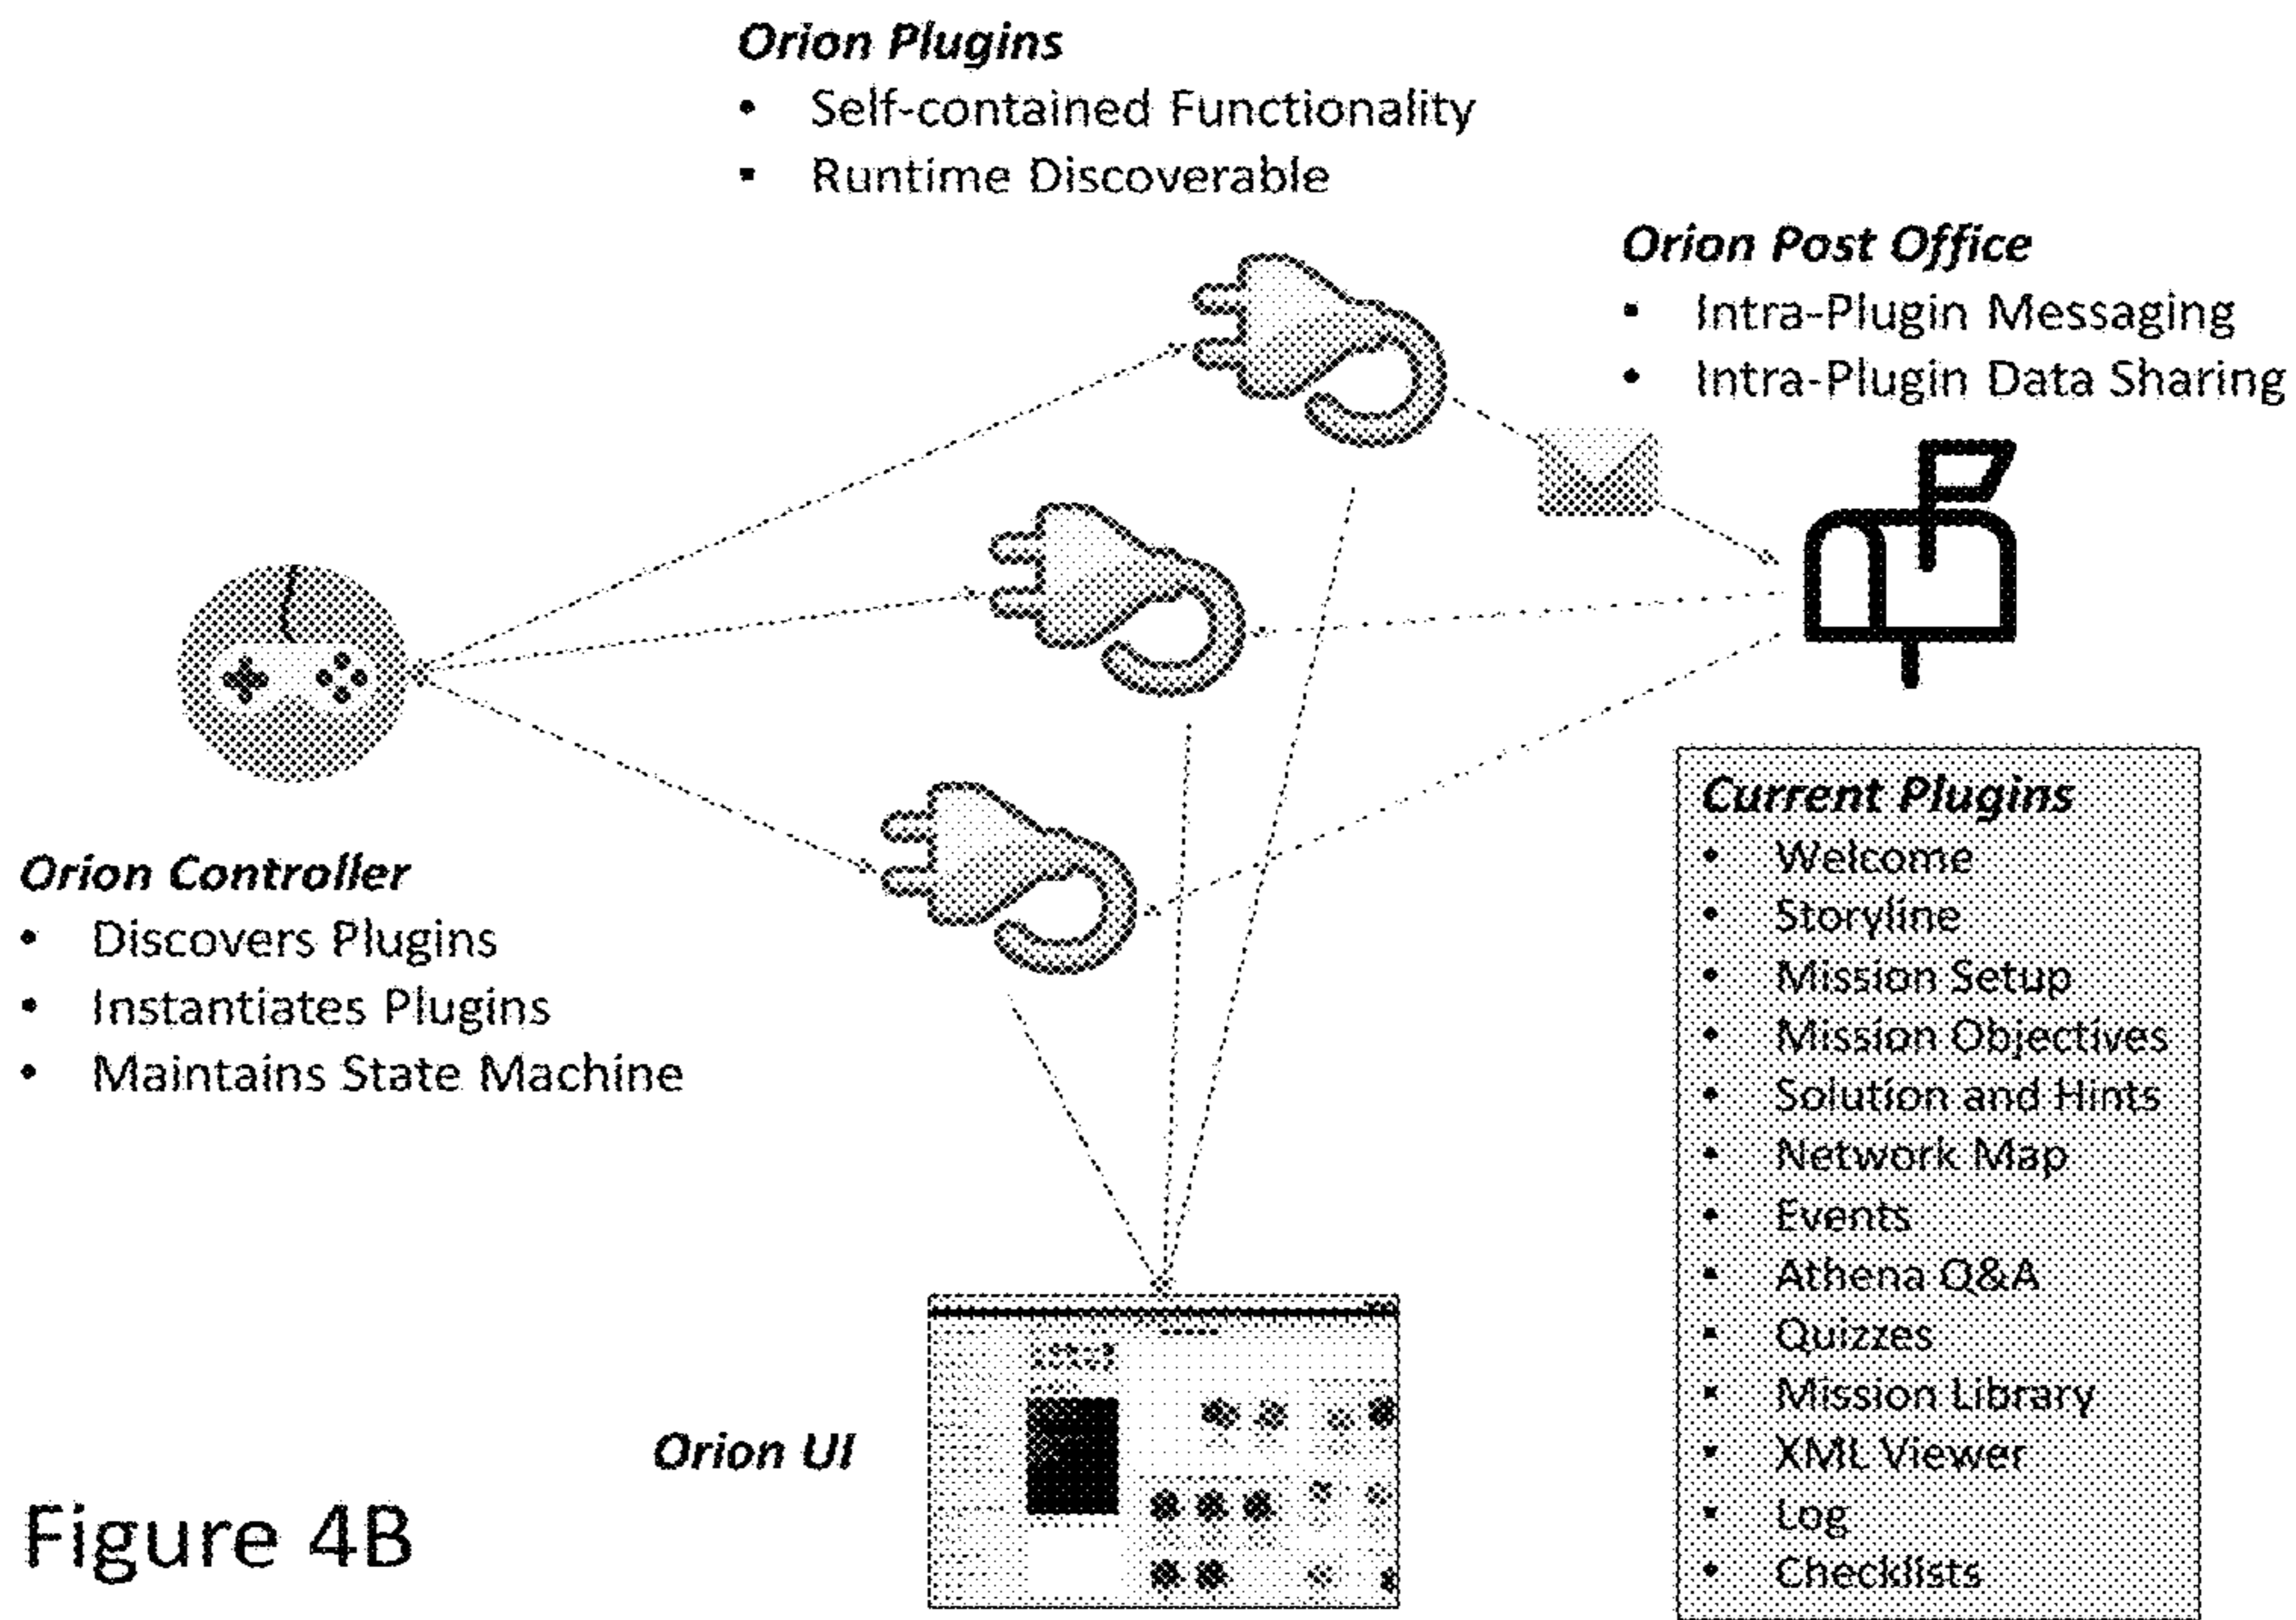 Orion Plugins
• Self-contained Functionality
• Runtime Discoverable
Orion Post Office
• Intra-Plugin Messaging
• Intra-Plugin Data Sharing
Orion Controller
• Discovers Plugins
• Instantiates Plugins
• Maintains State Machine
Current Plugins
• Welcome
• Storyline
• Mission Setup
• Mission Objectives
• Solution and Hints
• Network Map
• Events
• Athena Q&A
• Quizzes
• Mission Library
• XML Viewer
• Log
• Checklists
Orion UI
Figure 4B